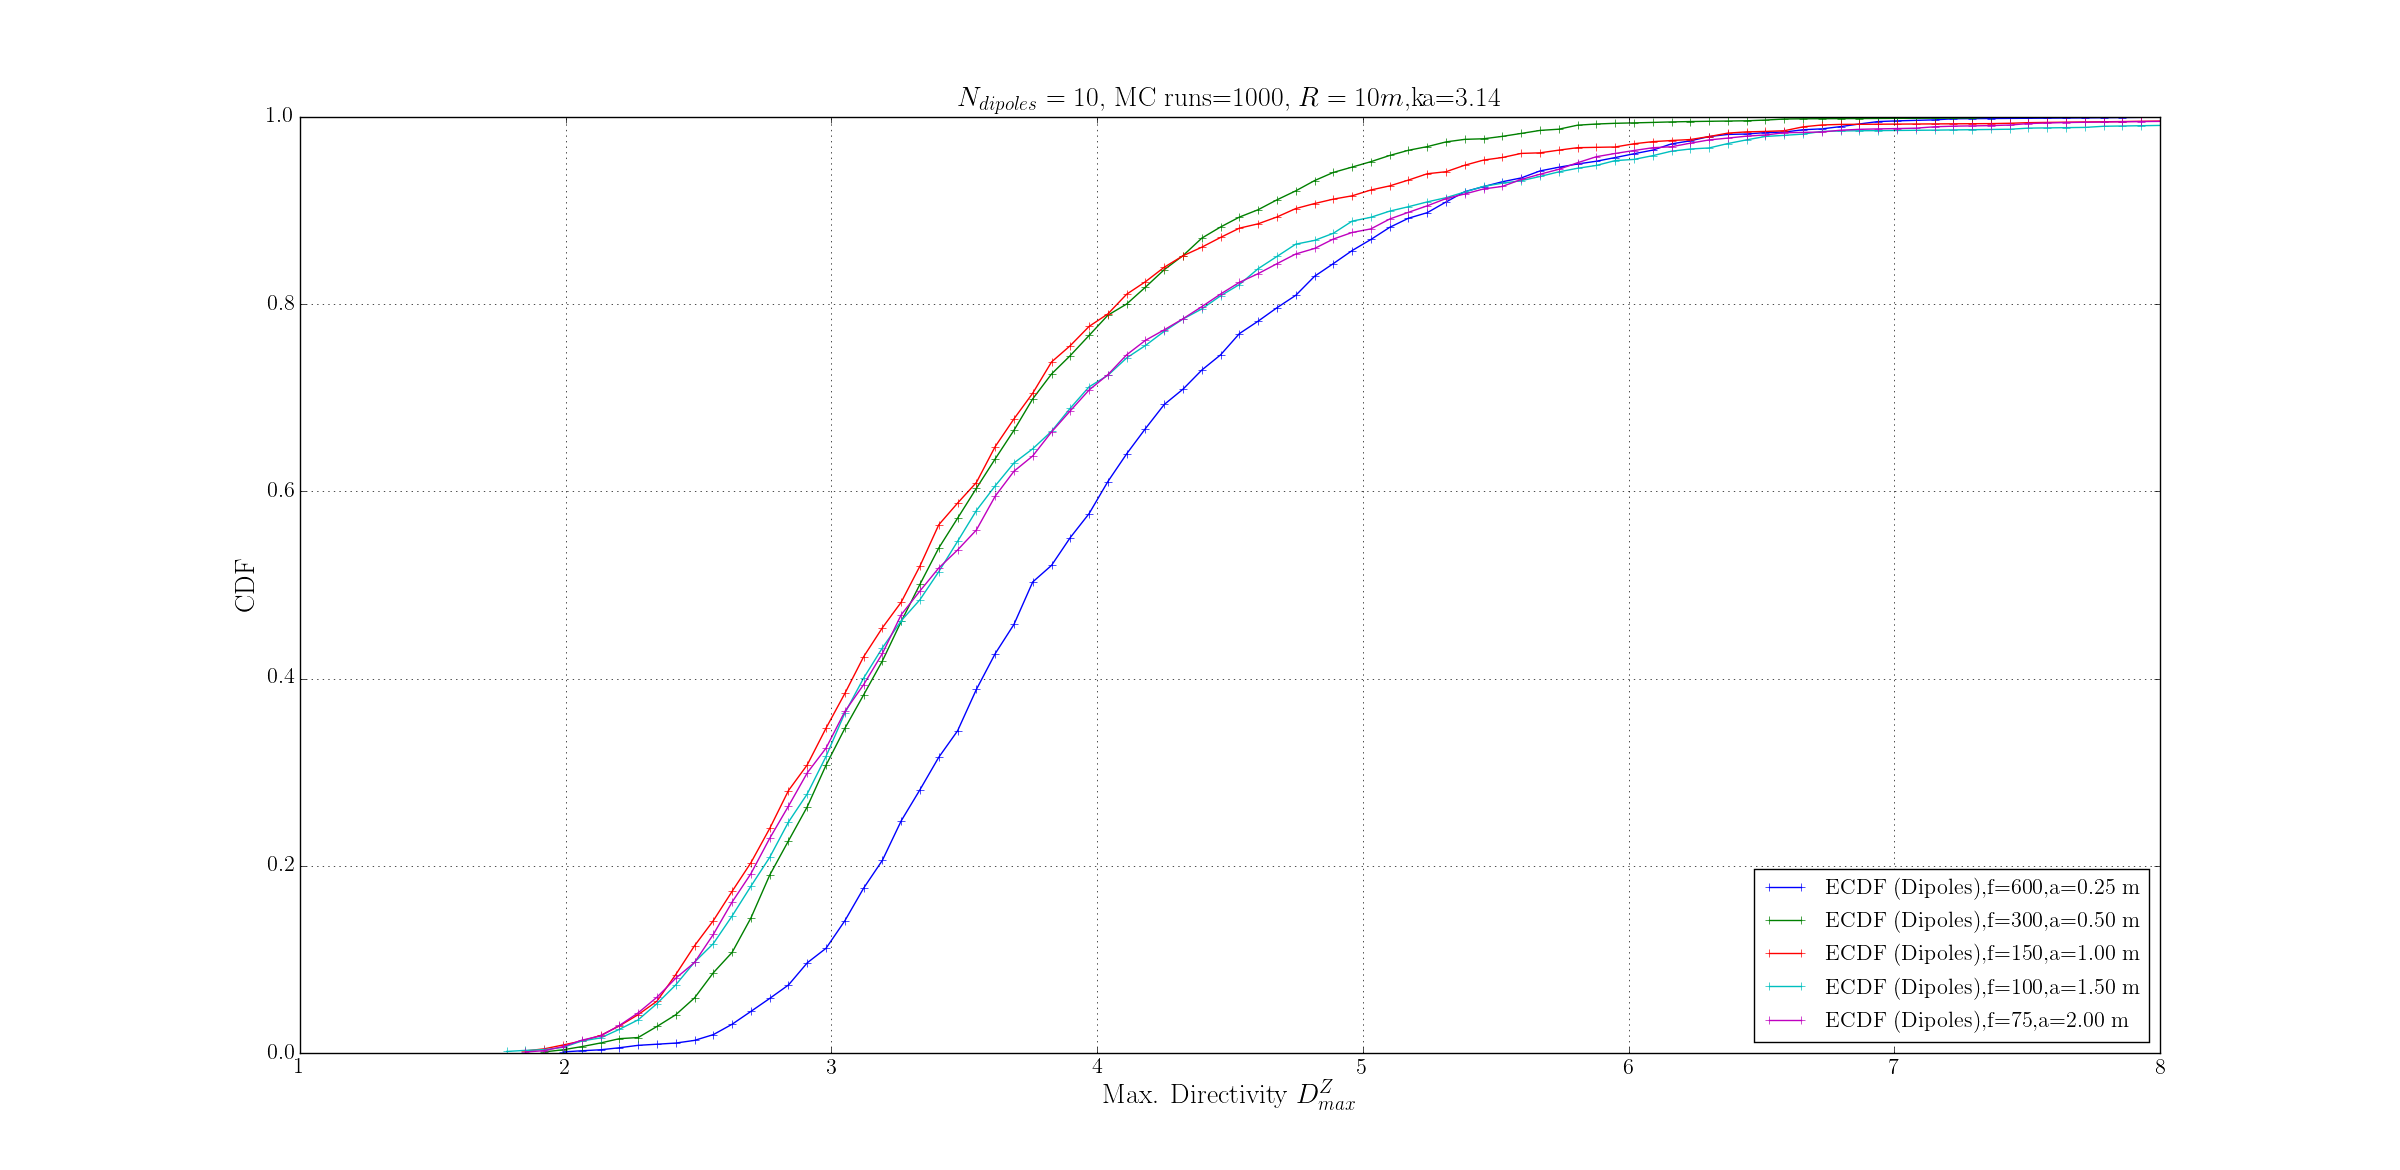 N_dipoles = 10, MC runs=1000, R = 10m,ka=3.14
1.0
0.8
0.6
0.4
0.2
0.0
CDF
1 2 3 4 5 6 7 8
Max. Directivity D^Z_max
ECDF (Dipoles),f=600,a=0.25 m
ECDF (Dipoles),f=300,a=0.50 m
ECDF (Dipoles),f=150,a=1.00 m
ECDF (Dipoles),f=100,a=1.50 m
ECDF (Dipoles),f=75,a=2.00 m